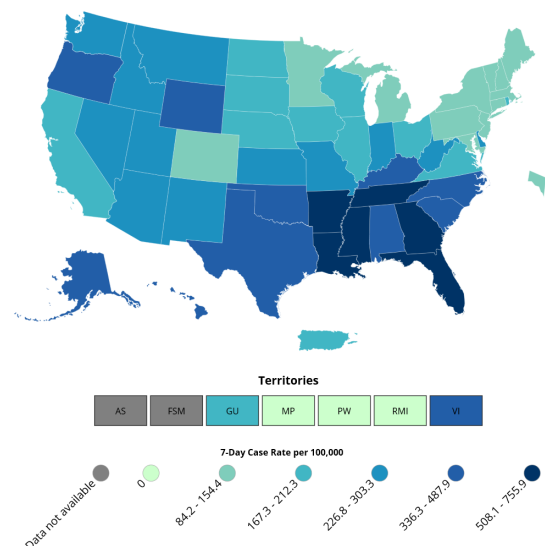 Territories
AS FSM GU MP PW RMI VI
7-Day Case Rate per 100,000
Data not available 0 84.2 - 154.4 167.3 - 212.3 226.8 - 303.3 336.3 - 487.9 508.1 - 755.9